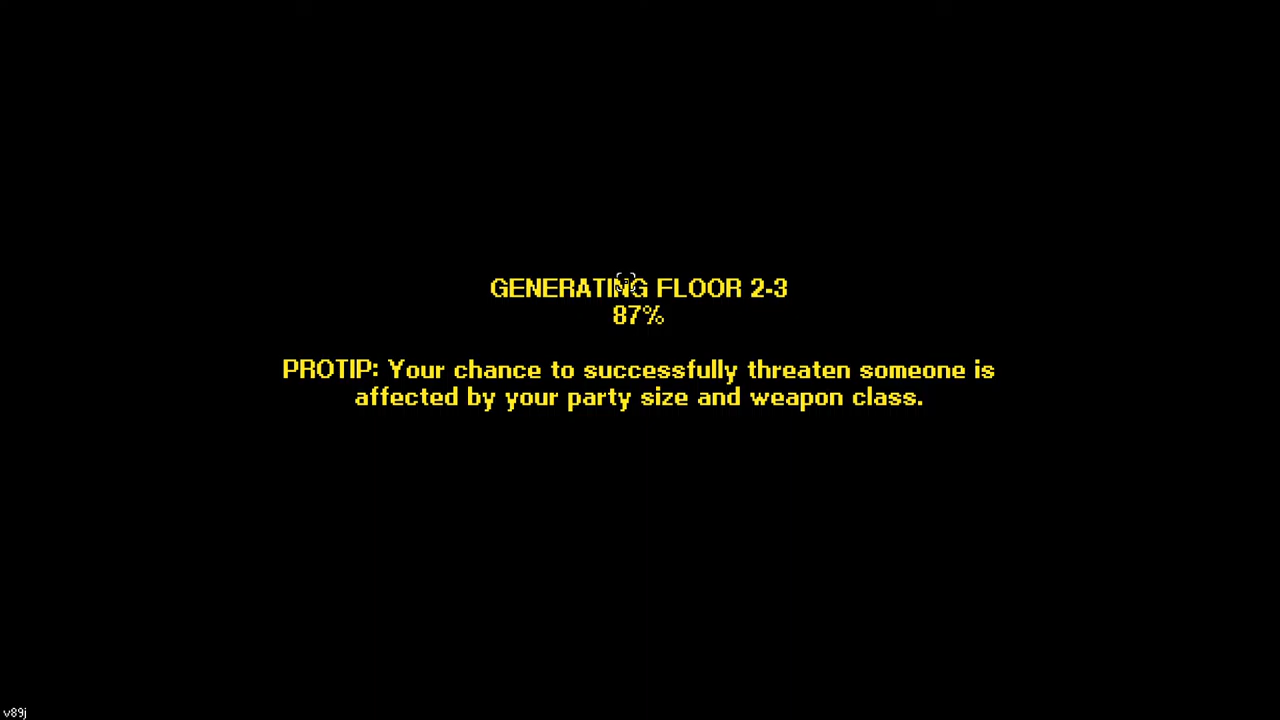 GENERATING FLOOR 2-3
87%
PROTIP: Your chance to successfully threaten someone is
affected by your party size and weapon class.
v89j